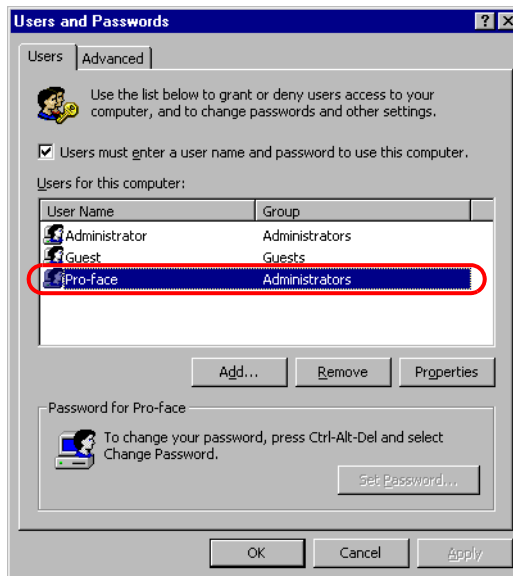 Users and Passwords
Users
Advanced
Use the list below to grant or deny users access to your
computer, and to change passwords and other settings.
Users must enter a user name and password to use this computer.
Users for this computer:
User Name Group
Administrator Administrators
Guest Guests
Pro-face Administrators
Add... Remove Properties
Password for Pro-face
To change your password, press Ctrl-Alt-Del and select
Change Password.
Set Password...
OK Cancel Apply